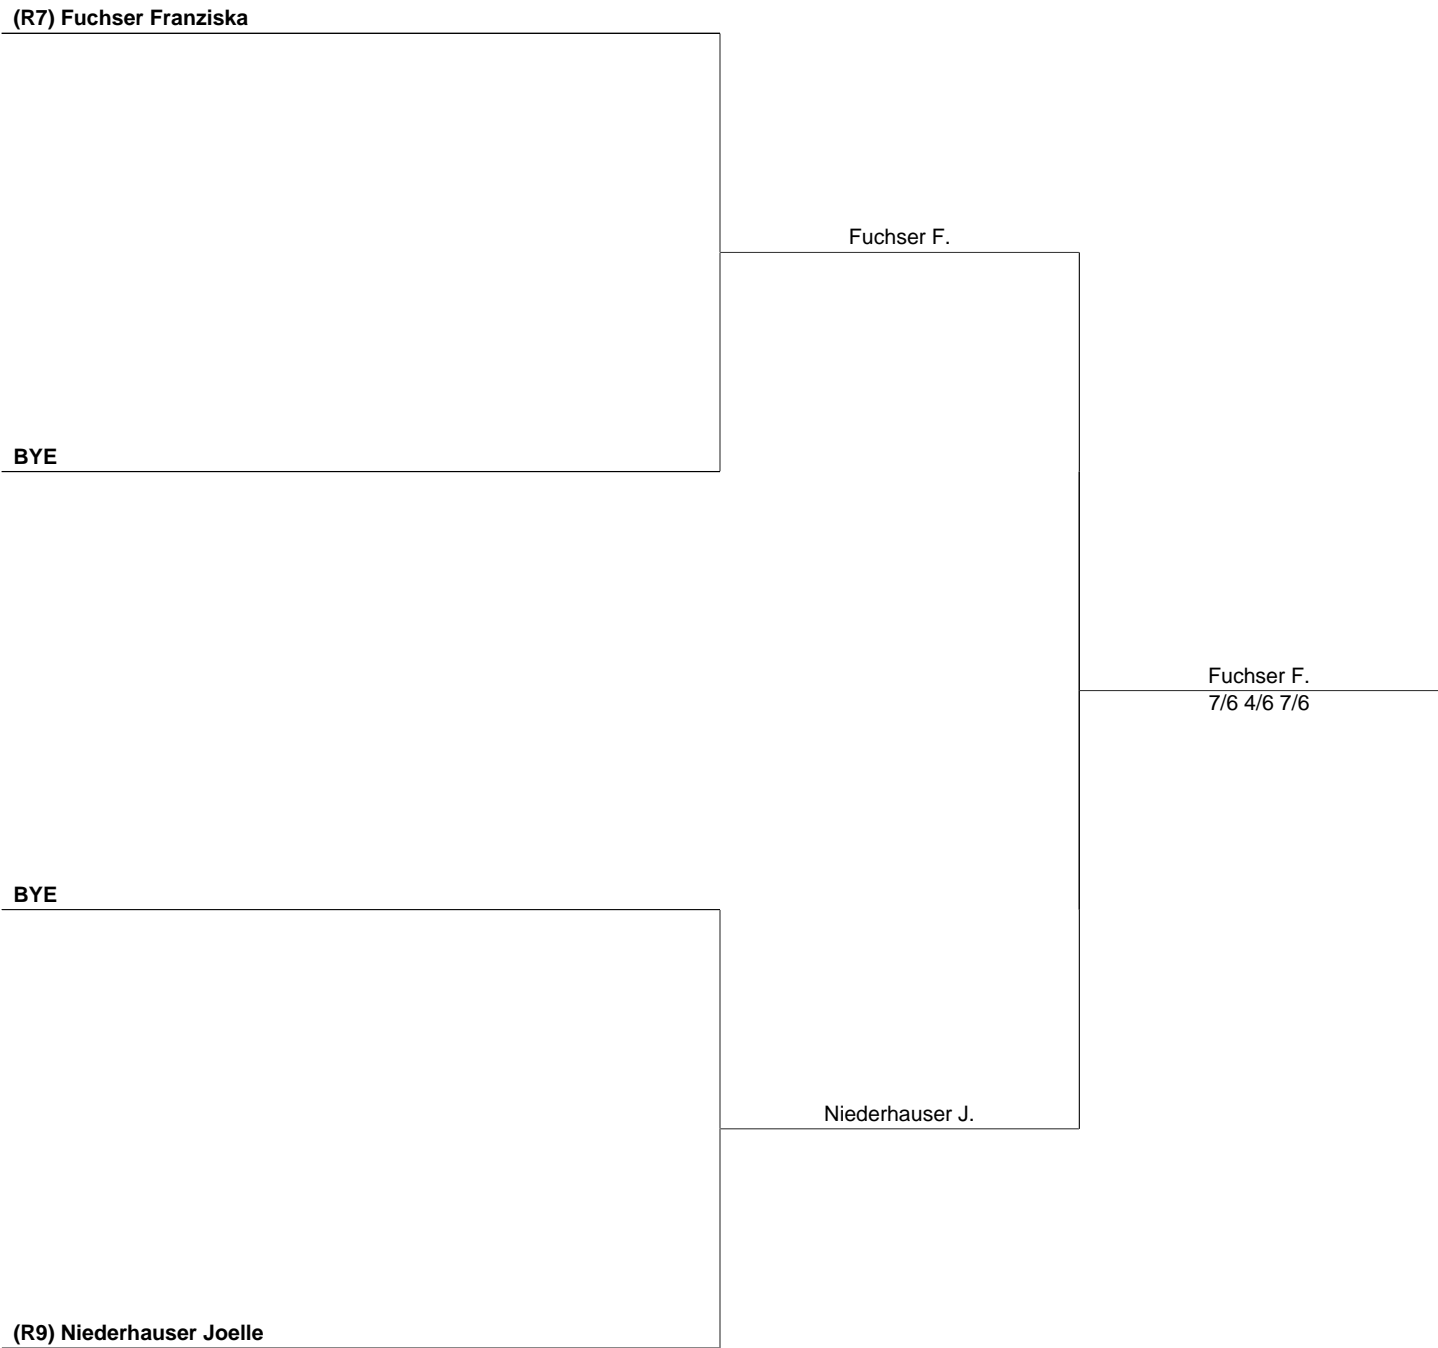 (R7) Fuchser Franziska
Fuchser F.
BYE
Fuchser F.
7/6 4/6 7/6
BYE
Niederhauser J.
(R9) Niederhauser Joelle